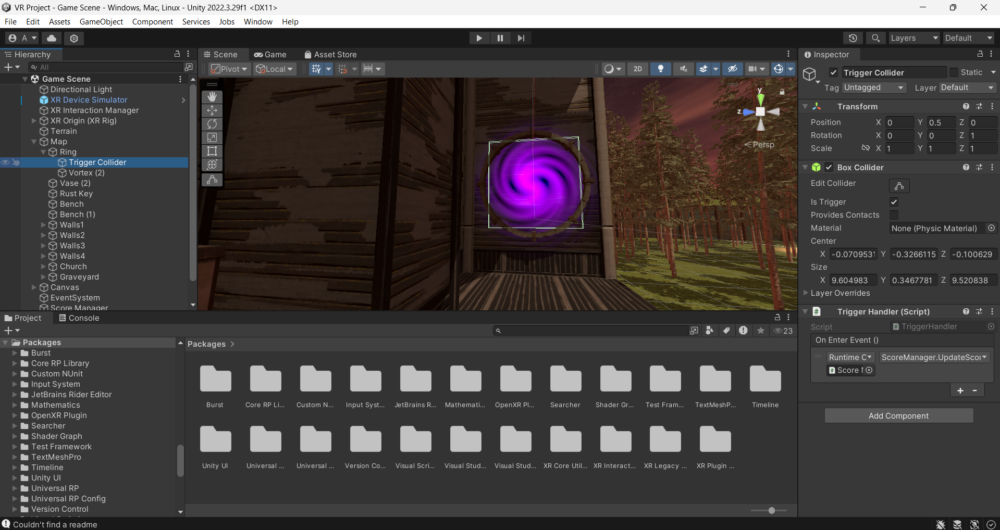 VR Project - Game Scene - Windows, Mac, Linux - Unity 2022.3.29f1 <DX11>
File Edit Assets GameObject Component Services Jobs Window Help
A
Layers
Default
Hierarchy
All
Game Scene
Directional Light
XR Device Simulator
XR Interaction Manager
XR Origin (XR Rig)
Terrain
Map
Ring
Trigger Collider
Vortex (2)
Vase (2)
Rust Key
Bench
Bench (1)
Walls1
Walls2
Walls3
Walls4
Church
Graveyard
Canvas
EventSystem
Score Manager
Scene Game Asset Store
Pivot Local
2D
y
z
<Persp
Inspector
Trigger Collider Static
Tag Untagged Layer Default
Transform
Position X 0 Y 0.5 Z 0
Rotation X 0 Y 0 Z 1
Scale X 1 Y 1 Z 1
Box Collider
Edit Collider
Is Trigger
Provides Contacts
Material None (Physic Material)
Center
X -0.0709531 Y -0.3266115 Z -0.100629
Size
X 9.604983 Y 0.3467781 Z 9.520838
Layer Overrides
Trigger Handler (Script)
Script TriggerHandler
On Enter Event ()
Runtime C ScoreManager.UpdateScor
Score
+ -
Add Component
Project Console
23
Packages
Burst
Core RP Library
Custom NUnit
Input System
JetBrains Rider Editor
Mathematics
OpenXR Plugin
Searcher
Shader Graph
Test Framework
TextMeshPro
Timeline
Unity UI
Universal RP
Universal RP Config
Version Control
Packages >
Burst Core RP Li... Custom N... Input Syst... JetBrains R... Mathemati... OpenXR Pl... Searcher Shader Gr... Test Fram... TextMeshP... Timeline
Unity UI Universal ... Universal ... Version Co... Visual Scri... Visual Stud... Visual Stud... XR Core Util... XR Interact... XR Legacy ... XR Plugin ...
Couldn't find a readme